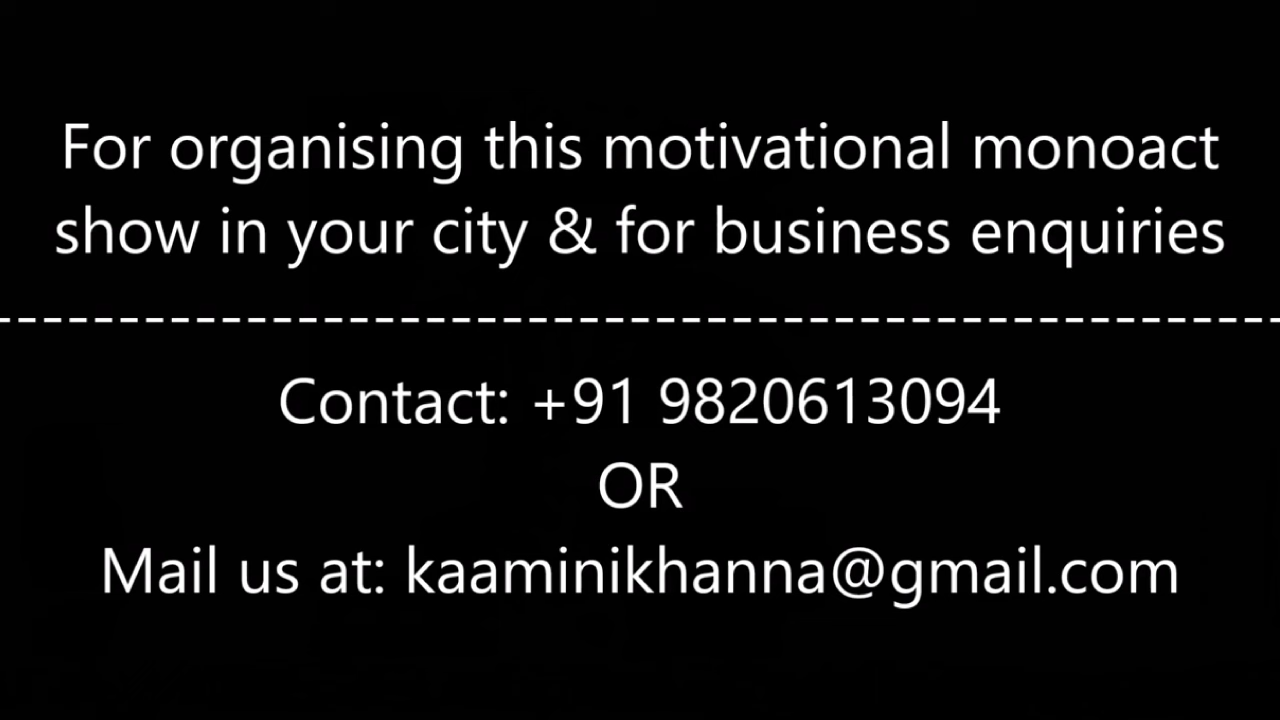 For organising this motivational monoact
show in your city & for business enquiries
--------------------------------------------------
Contact: +91 9820613094
OR
Mail us at: kaaminikhanna@gmail.com